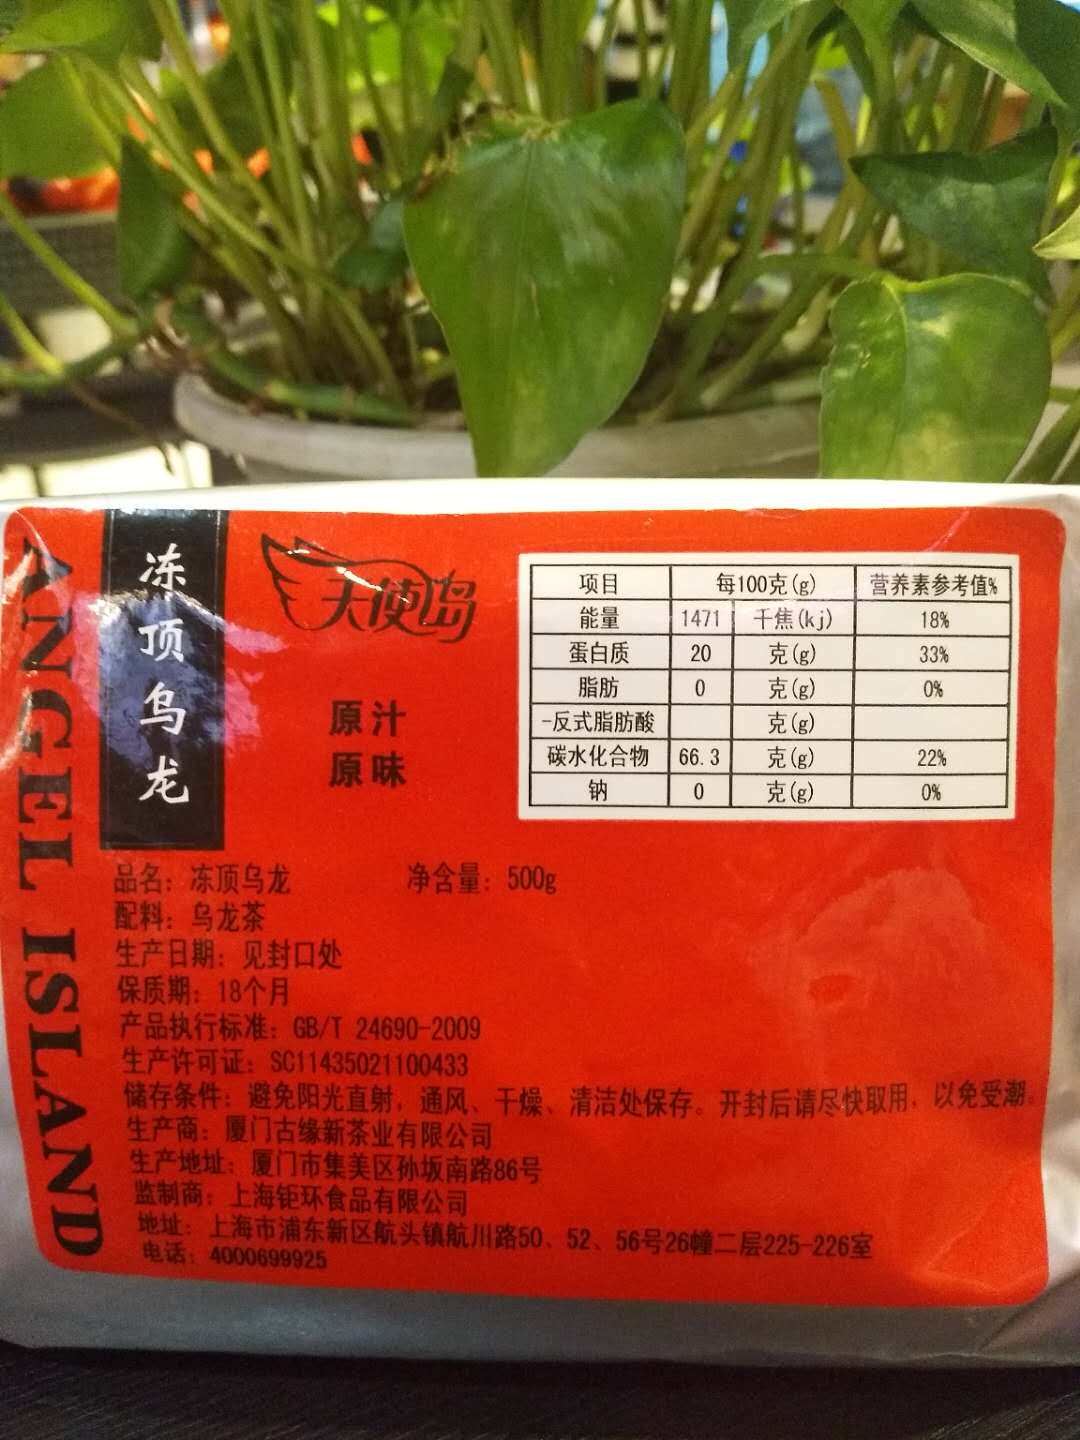 ANGEL ISLAND
冻顶乌龙
天使岛
原汁
原味
项目 每100克(g) 营养素参考值%
能量 1471 千焦(kj) 18%
蛋白质 20 克(g) 33%
脂肪 0 克(g) 0%
-反式脂肪酸 克(g)
碳水化合物 66.3 克(g) 22%
钠 0 克(g) 0%
品名：冻顶乌龙 净含量：500g
配料：乌龙茶
生产日期：见封口处
保质期：18个月
产品执行标准：GB/T 24690-2009
生产许可证：SC11435021100433
储存条件：避免阳光直射，通风、干燥、清洁处保存。开封后请尽快取用，以免受潮。
生产商：厦门古缘新茶业有限公司
生产地址：厦门市集美区孙坂南路86号
监制商：上海钜环食品有限公司
地址：上海市浦东新区航头镇航川路50、52、56号26幢二层225-226室
电话：4000699925